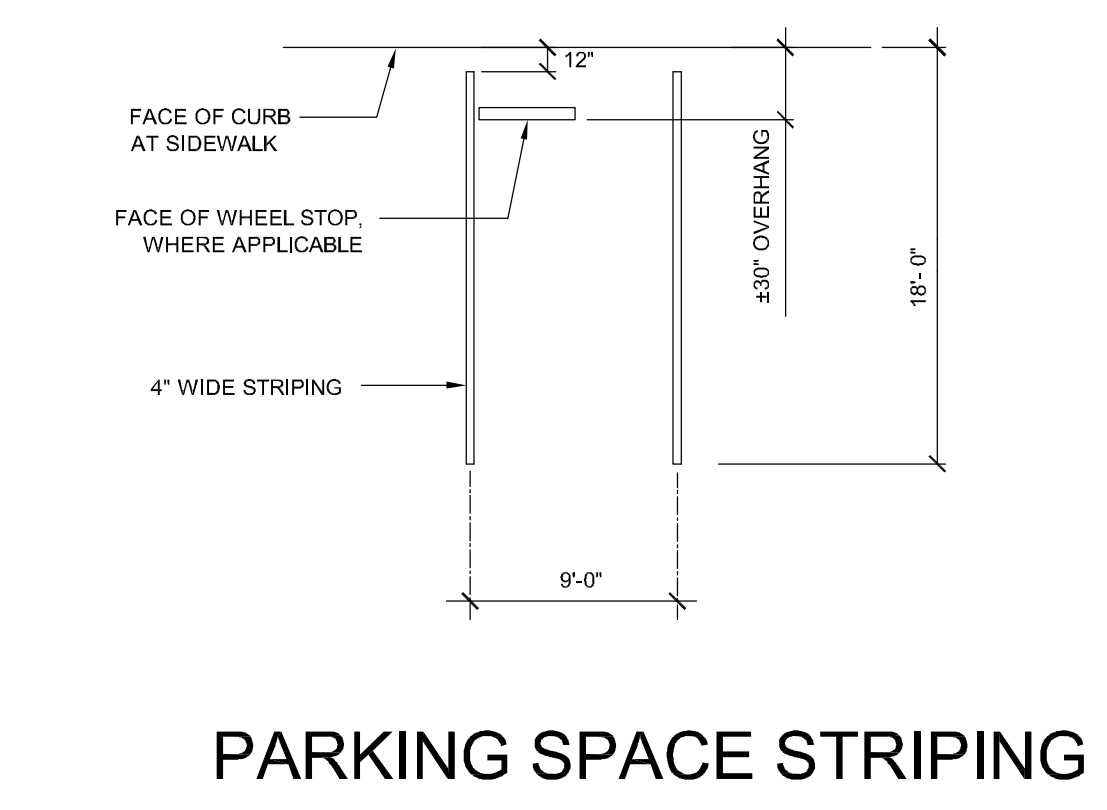 12"
FACE OF CURB
AT SIDEWALK
FACE OF WHEEL STOP,
WHERE APPLICABLE
±30" OVERHANG
18'- 0"
4" WIDE STRIPING
9'-0"
PARKING SPACE STRIPING